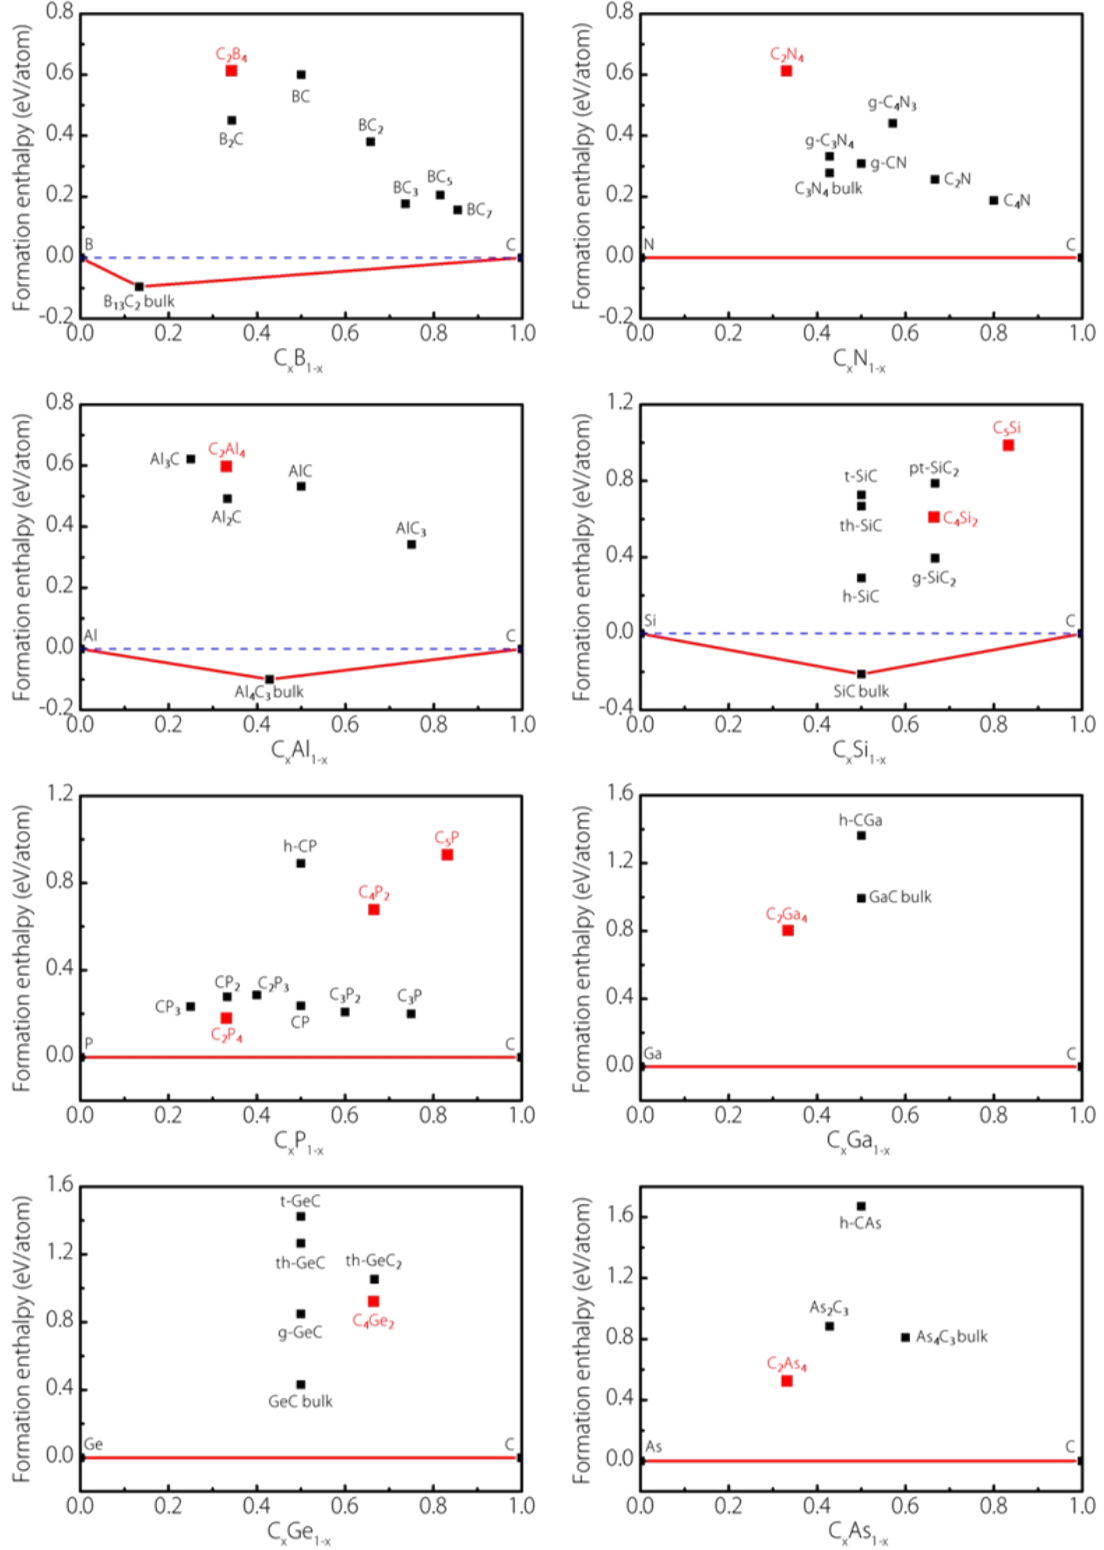 Formation enthalpy (eV/atom)
0.8
0.6
0.4
0.2
0.0
-0.2
C₂B₄
BC
B₂C
BC₂
BC₃
BC₅
BC₇
B
C
B₁₃C₂ bulk
0.0 0.2 0.4 0.6 0.8 1.0
CₓB₁₋ₓ
Formation enthalpy (eV/atom)
0.8
0.6
0.4
0.2
0.0
-0.2
C₂N₄
g-C₄N₃
g-C₃N₄
g-CN
C₃N₄ bulk
C₂N
C₄N
N
C
0.0 0.2 0.4 0.6 0.8 1.0
CₓN₁₋ₓ
Formation enthalpy (eV/atom)
0.8
0.6
0.4
0.2
0.0
-0.2
Al₃C
C₂Al₄
Al₂C
AlC
AlC₃
Al
C
Al₄C₃ bulk
0.0 0.2 0.4 0.6 0.8 1.0
CₓAl₁₋ₓ
Formation enthalpy (eV/atom)
1.2
0.8
0.4
0.0
-0.4
C₅Si
t-SiC
pt-SiC₂
th-SiC
C₄Si₂
g-SiC₂
h-SiC
Si
C
SiC bulk
0.0 0.2 0.4 0.6 0.8 1.0
CₓSi₁₋ₓ
Formation enthalpy (eV/atom)
1.2
0.8
0.4
0.0
h-CP
C₅P
C₄P₂
CP₃
CP₂
C₂P₃
C₂P₄
CP
C₃P₂
C₃P
P
C
0.0 0.2 0.4 0.6 0.8 1.0
CₓP₁₋ₓ
Formation enthalpy (eV/atom)
1.6
1.2
0.8
0.4
0.0
h-CGa
GaC bulk
C₂Ga₄
Ga
C
0.0 0.2 0.4 0.6 0.8 1.0
CₓGa₁₋ₓ
Formation enthalpy (eV/atom)
1.6
1.2
0.8
0.4
0.0
t-GeC
th-GeC
th-GeC₂
C₄Ge₂
g-GeC
GeC bulk
Ge
C
0.0 0.2 0.4 0.6 0.8 1.0
CₓGe₁₋ₓ
Formation enthalpy (eV/atom)
1.6
1.2
0.8
0.4
0.0
h-CAs
As₂C₃
As₄C₃bulk
C₂As₄
As
C
0.0 0.2 0.4 0.6 0.8 1.0
CₓAs₁₋ₓ